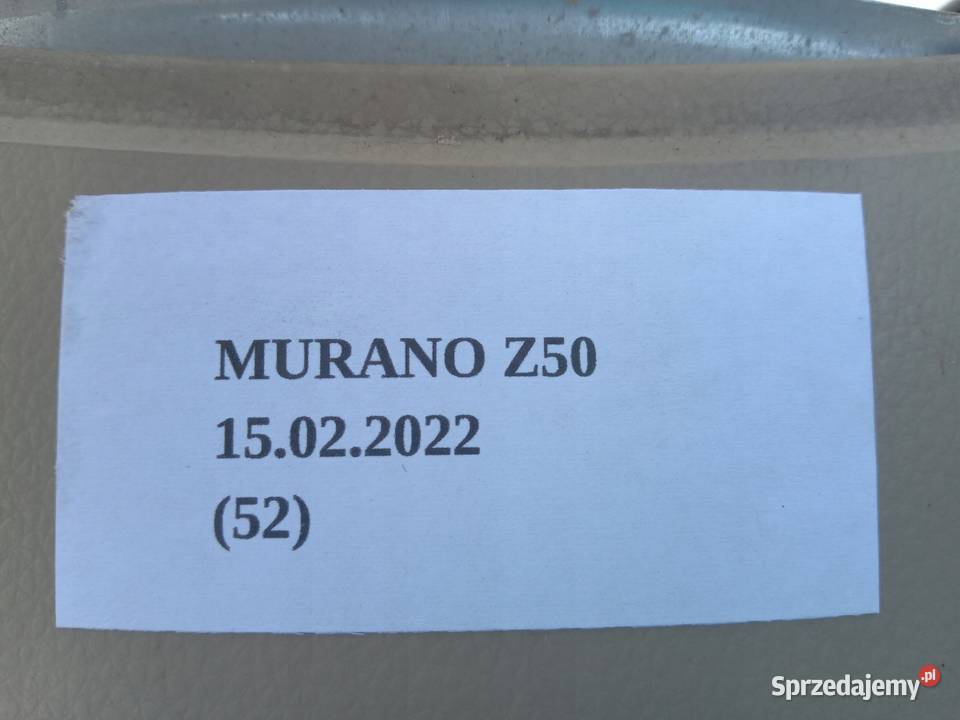 MURANO Z50
15.02.2022
(52)
Sprzedajemy.pl